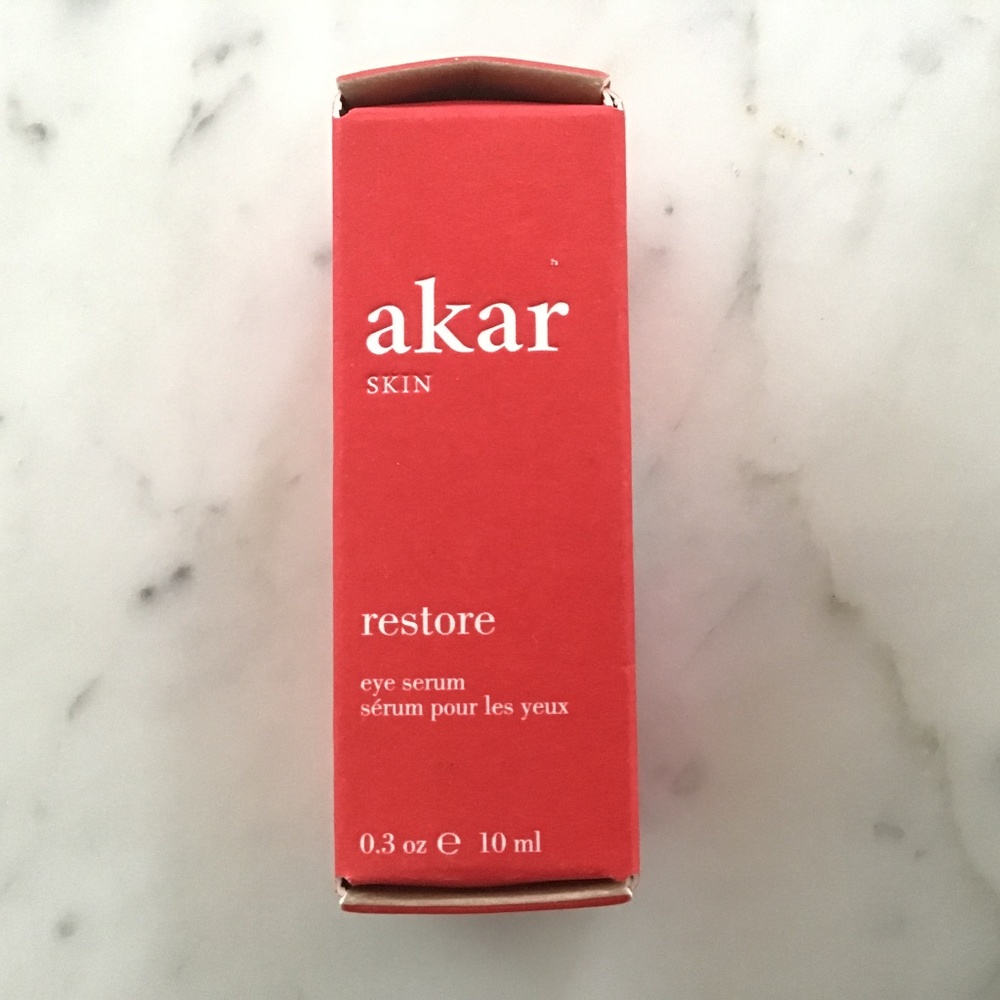 akar
SKIN
restore
eye serum
sérum pour les yeux
0.3 oz ℮ 10 ml